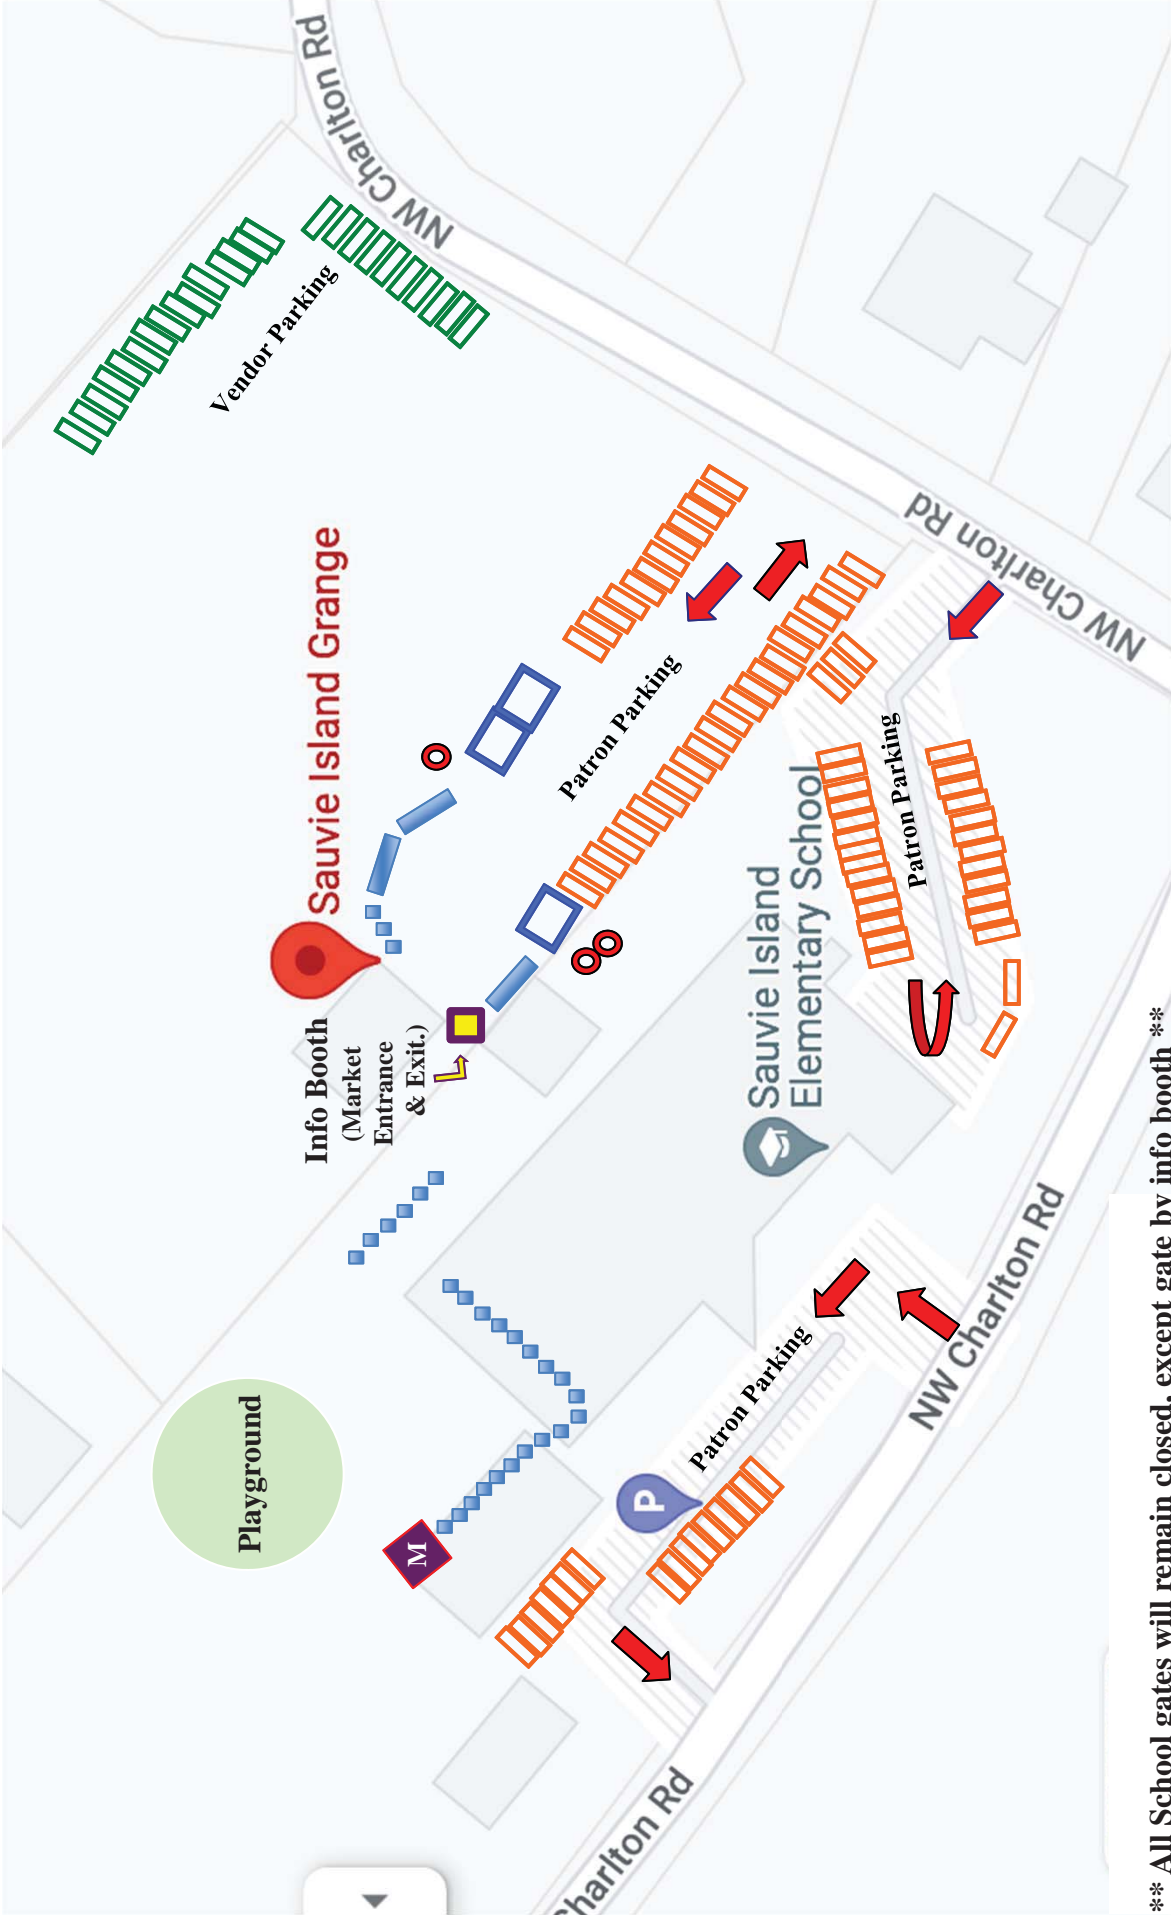 Playground
M
Charlton Rd
P
Patron Parking
NW Charlton Rd
Info Booth
(Market
Entrance
& Exit.)
Sauvie Island Grange
Sauvie Island
Elementary School
Patron Parking
Patron Parking
Vendor Parking
NW Charlton Rd
NW Charlton Rd
** All School gates will remain closed, except gate by info booth **